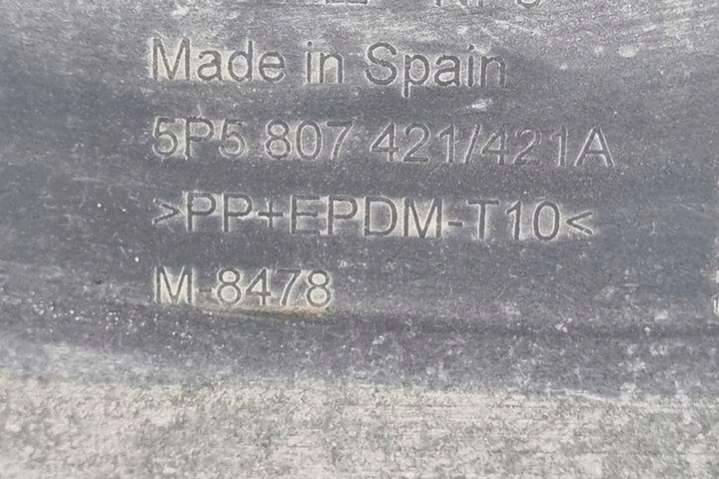 Made in Spain
5P5 807 421/421A
>PP+EPDM-T10<
M-8478